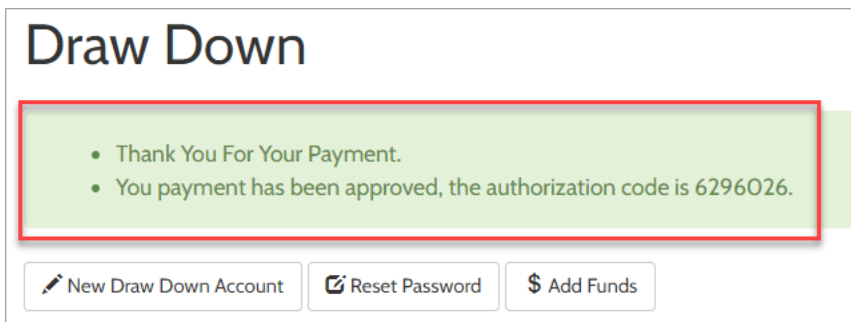 Draw Down
• Thank You For Your Payment.
• You payment has been approved, the authorization code is 6296026.
New Draw Down Account
Reset Password
$ Add Funds